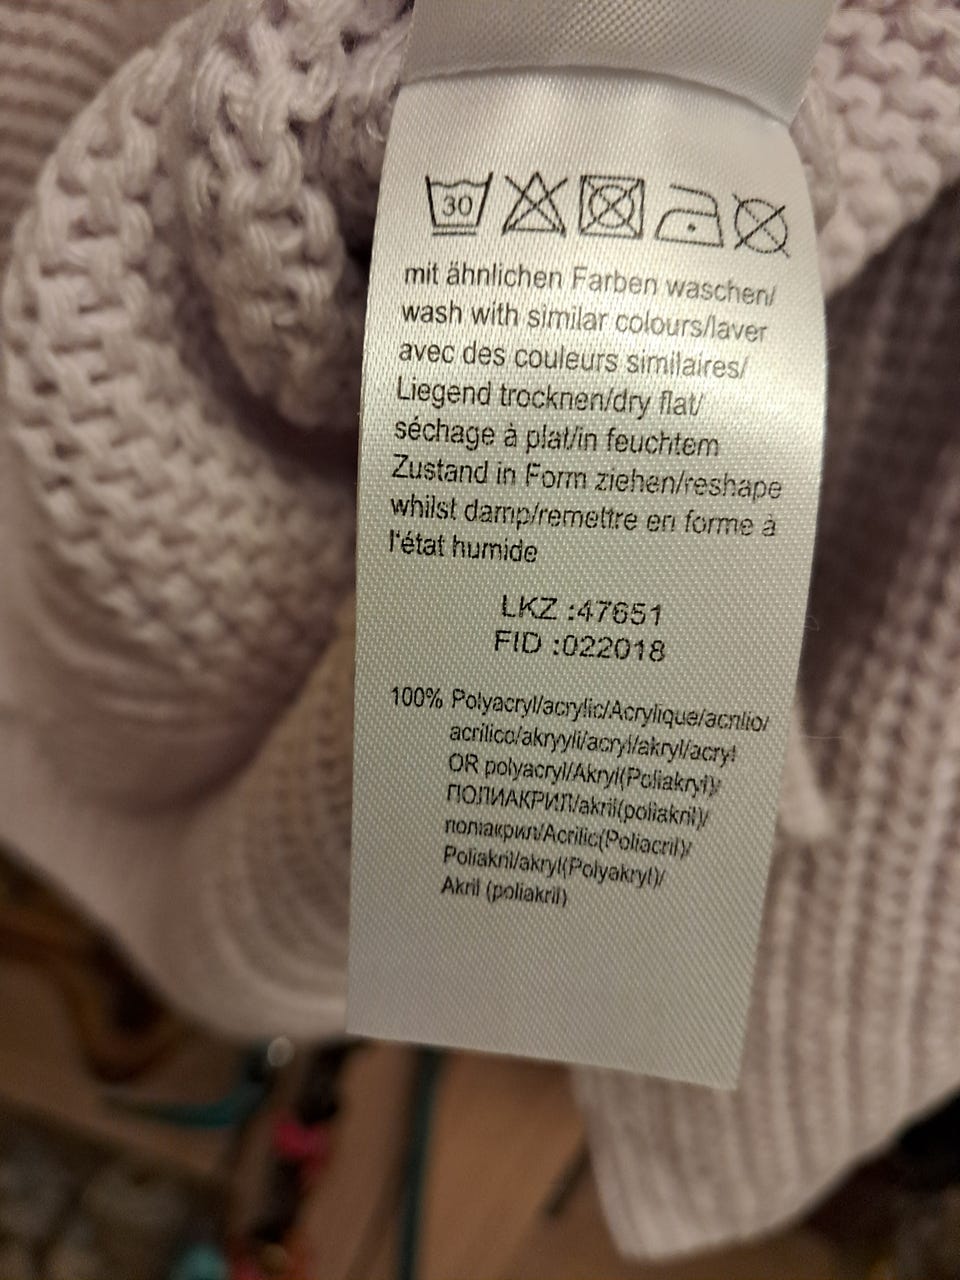 30
mit ähnlichen Farben waschen/
wash with similar colours/laver
avec des couleurs similaires/
Liegend trocknen/dry flat/
séchage à plat/in feuchtem
Zustand in Form ziehen/reshape
whilst damp/remettre en forme à
l'état humide
LKZ :47651
FID :022018
100% Polyacryl/acrylic/Acrylique/acrilio/
acrílico/akryyli/acryl/akryl/acryl
OR polyacryl/Akryl(Poliakryl)/
ПОЛИАКРИЛ/akril(poliakril)/
поліакрил/Acrilic(Poliacril)/
Poliakril/akryl(Polyakryl)/
Akril (poliakril)